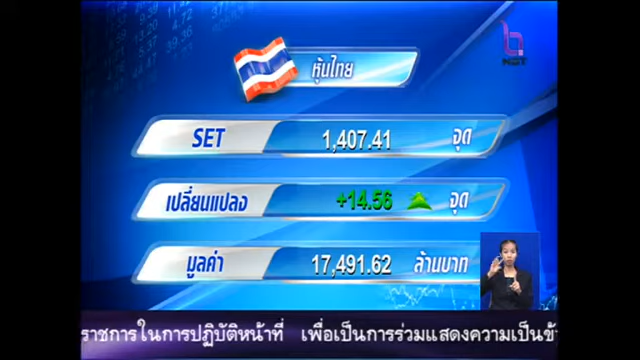 NBT
หุ้นไทย
SET 1,407.41 จุด
เปลี่ยนแปลง +14.56 จุด
มูลค่า 17,491.62 ล้านบาท
ราชการในการปฏิบัติหน้าที่ เพื่อเป็นการร่วมแสดงความเป็นข้